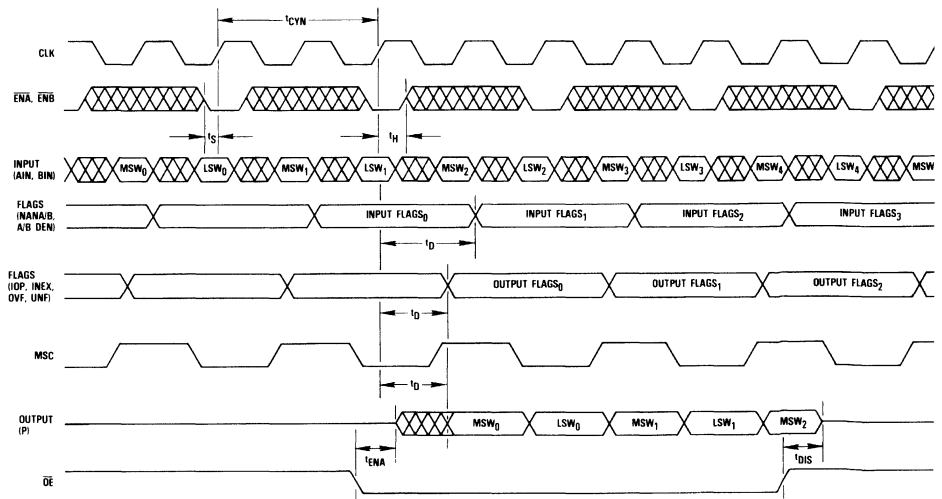 tCYN
CLK
ENA, ENB
tS
tH
INPUT (AIN, BIN)
MSW0 LSW0 MSW1 LSW1 MSW2 LSW2 MSW3 LSW3 MSW4 LSW4 MSW
FLAGS (NANA/B, A/B DEN)
INPUT FLAGS0 INPUT FLAGS1 INPUT FLAGS2 INPUT FLAGS3
tD
FLAGS (IOP, INEX, OVF, UNF)
OUTPUT FLAGS0 OUTPUT FLAGS1 OUTPUT FLAGS2
tD
MSC
tD
OUTPUT (P)
MSW0 LSW0 MSW1 LSW1 MSW2
tENA
tDIS
OE